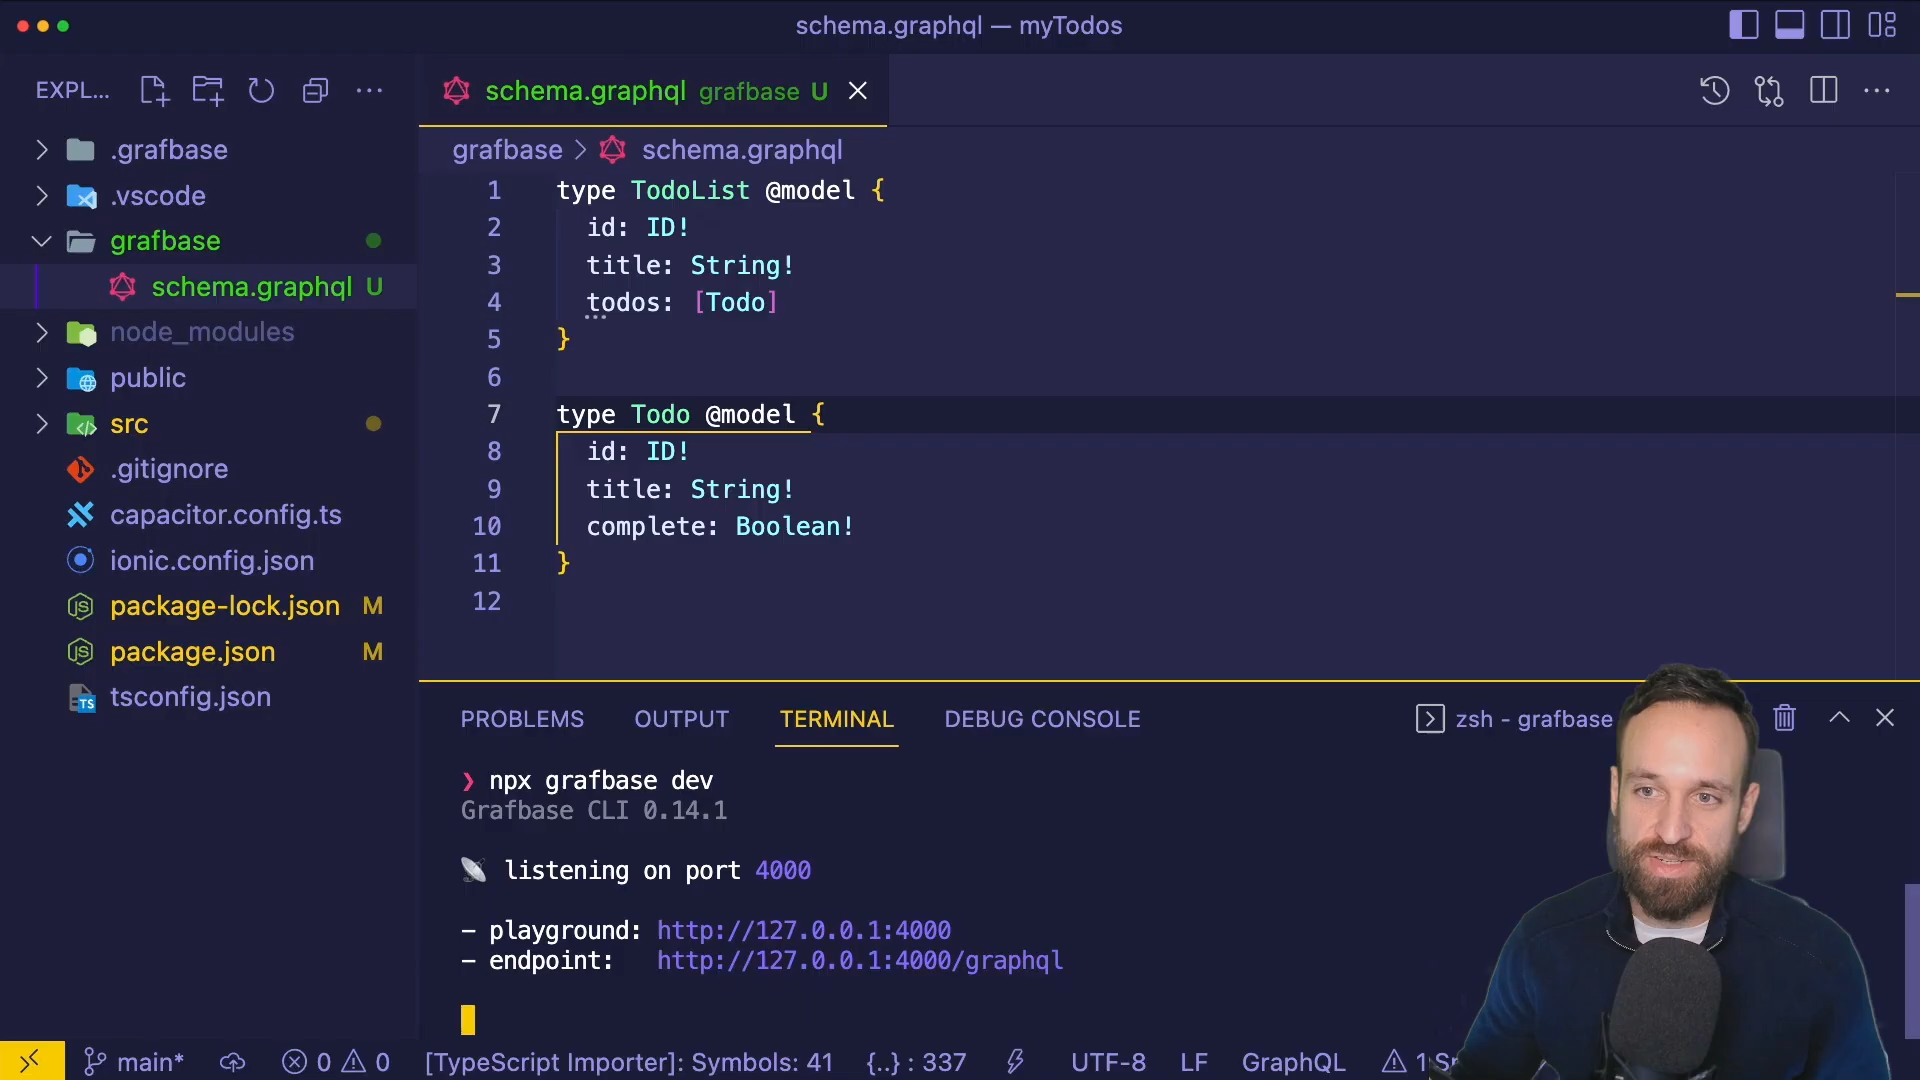 schema.graphql — myTodos
EXPL...
schema.graphql grafbase U
.grafbase
.vscode
grafbase
schema.graphql U
node_modules
public
src
.gitignore
capacitor.config.ts
ionic.config.json
package-lock.json M
package.json M
tsconfig.json
grafbase > schema.graphql
1 type TodoList @model {
2 id: ID!
3 title: String!
4 todos: [Todo]
5 }
6
7 type Todo @model {
8 id: ID!
9 title: String!
10 complete: Boolean!
11 }
12
PROBLEMS OUTPUT TERMINAL DEBUG CONSOLE zsh - grafbase
❯ npx grafbase dev
Grafbase CLI 0.14.1
📡 listening on port 4000
– playground: http://127.0.0.1:4000
– endpoint: http://127.0.0.1:4000/graphql
main* 0 0 [TypeScript Importer]: Symbols: 41 {..} : 337 UTF-8 LF GraphQL 1